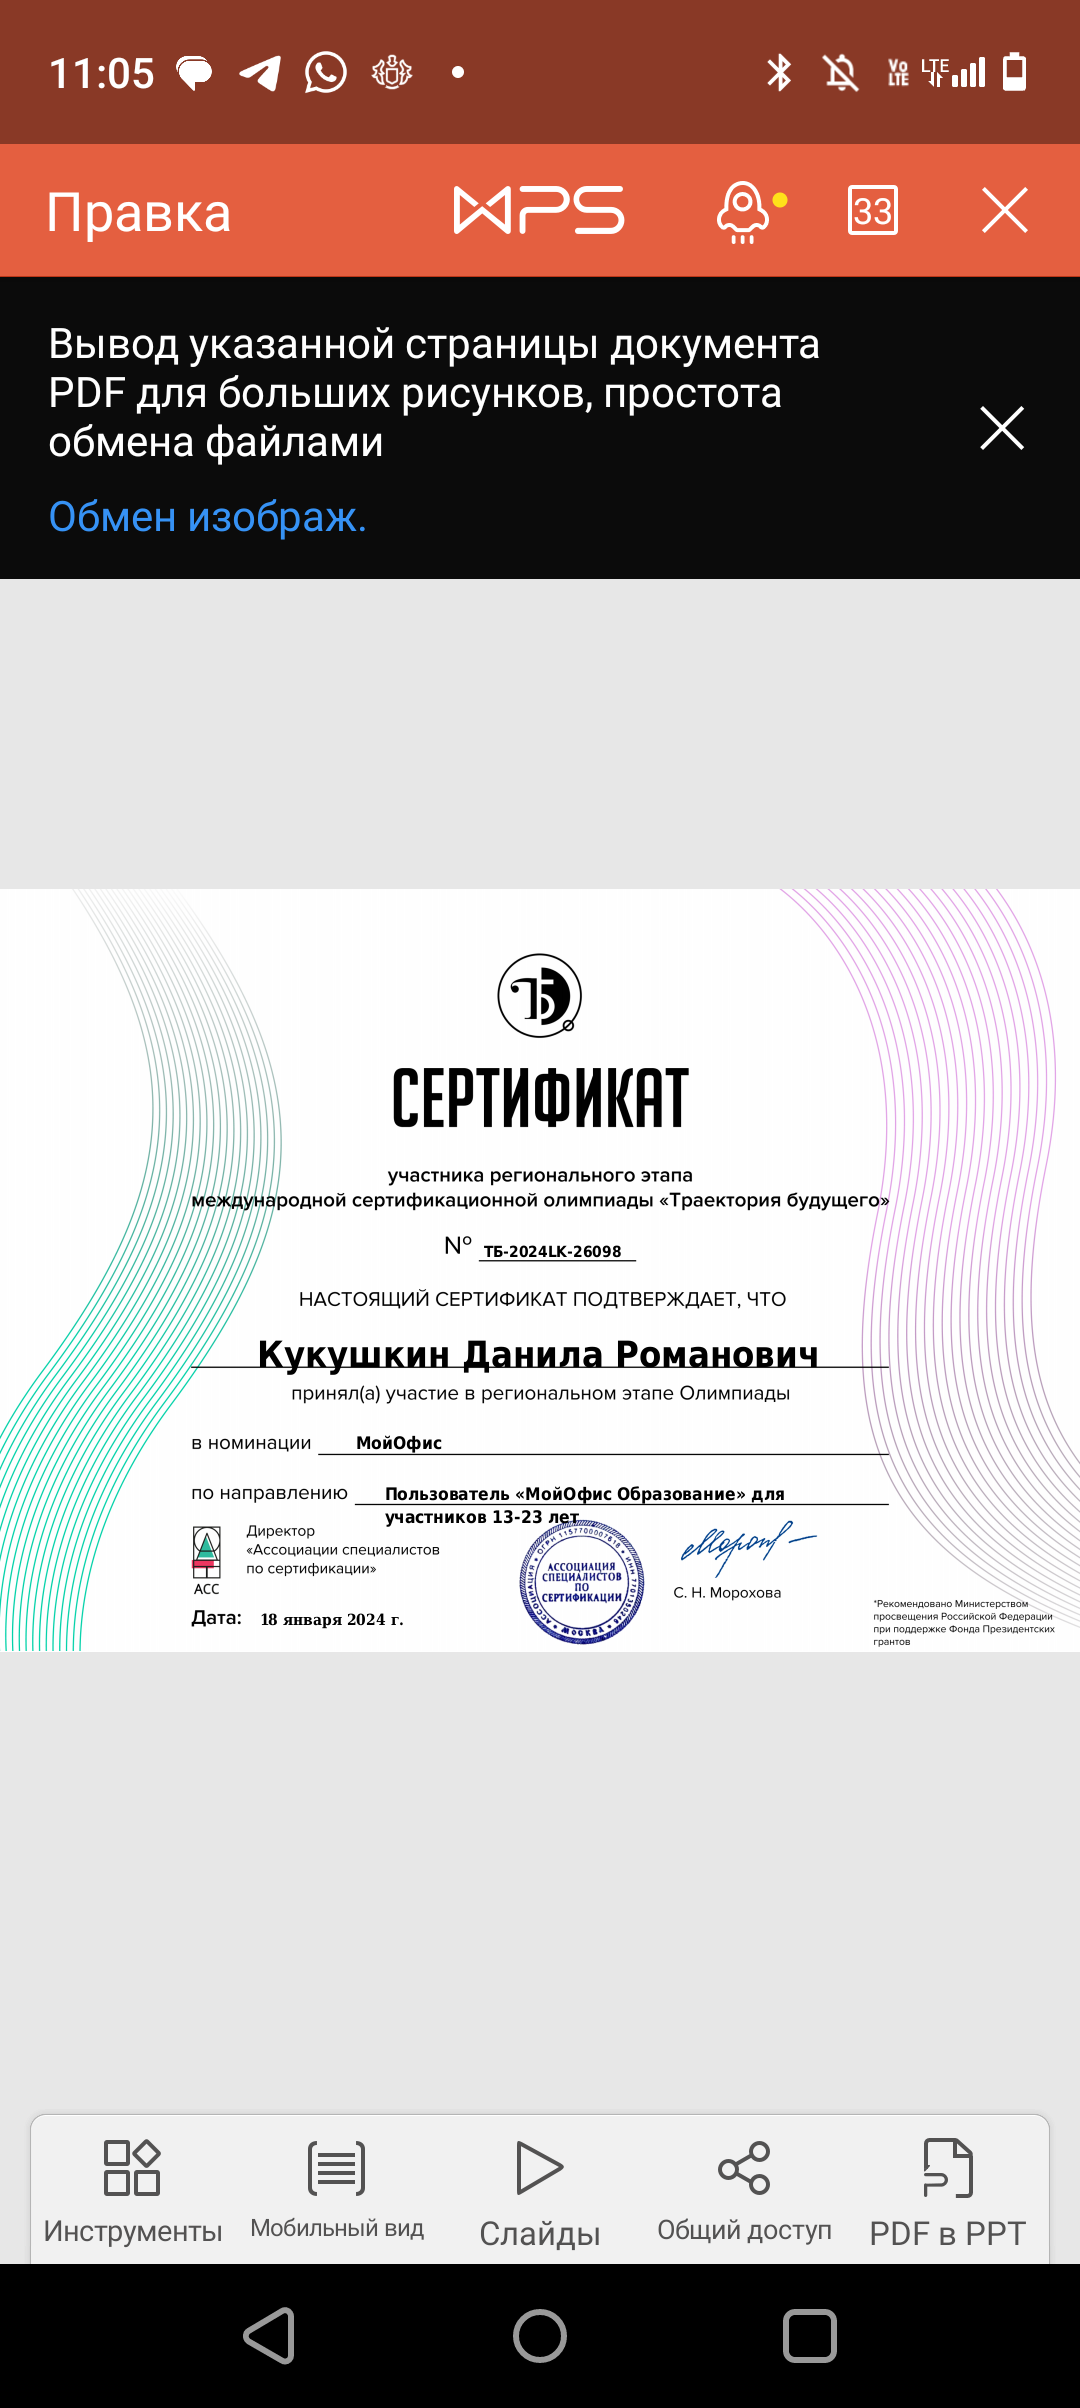 11:05
Vo LTE
LTE
Правка
WPS
33
Вывод указанной страницы документа
PDF для больших рисунков, простота
обмена файлами
Обмен изображ.
ТБ
СЕРТИФИКАТ
участника регионального этапа
международной сертификационной олимпиады «Траектория будущего»
№ ТБ-2024LK-26098
НАСТОЯЩИЙ СЕРТИФИКАТ ПОДТВЕРЖДАЕТ, ЧТО
Кукушкин Данила Романович
принял(а) участие в региональном этапе Олимпиады
в номинации МойОфис
по направлению Пользователь «МойОфис Образование» для
участников 13-23 лет
Директор
«Ассоциации специалистов
по сертификации»
АСС
АССОЦИАЦИЯ
СПЕЦИАЛИСТОВ
ПО
СЕРТИФИКАЦИИ
МОСКВА
С. Н. Морохова
Дата: 18 января 2024 г.
*Рекомендовано Министерством
просвещения Российской Федерации
при поддержке Фонда Президентских
грантов
Инструменты
Мобильный вид
Слайды
Общий доступ
PDF в PPT